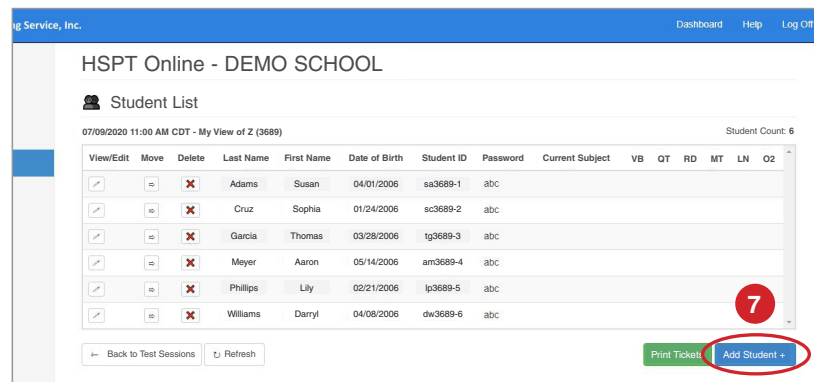 ng Service, Inc. Dashboard Help Log Off
HSPT Online - DEMO SCHOOL
Student List
07/09/2020 11:00 AM CDT - My View of Z (3689) Student Count: 6
View/Edit Move Delete Last Name First Name Date of Birth Student ID Password Current Subject VB QT RD MT LN O2
Adams Susan 04/01/2006 sa3689-1 abc
Cruz Sophia 01/24/2006 sc3689-2 abc
Garcia Thomas 03/28/2006 tg3689-3 abc
Meyer Aaron 05/14/2006 am3689-4 abc
Phillips Lily 02/21/2006 lp3689-5 abc
Williams Darryl 04/08/2006 dw3689-6 abc
7
← Back to Test Sessions ↻ Refresh Print Tickets Add Student +